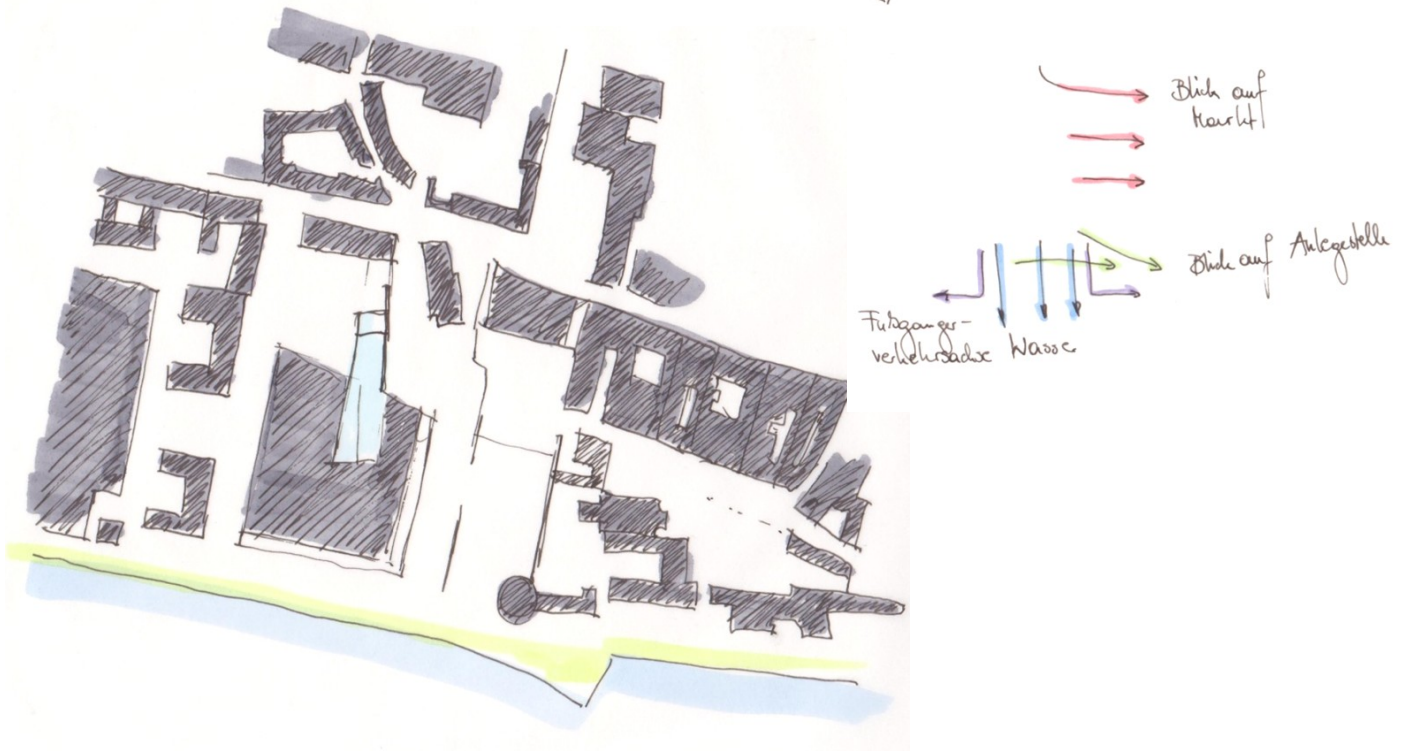 Blick auf
Markt
Blick auf Anlegestelle
Fußgänger-
verkehrsachse Wasser